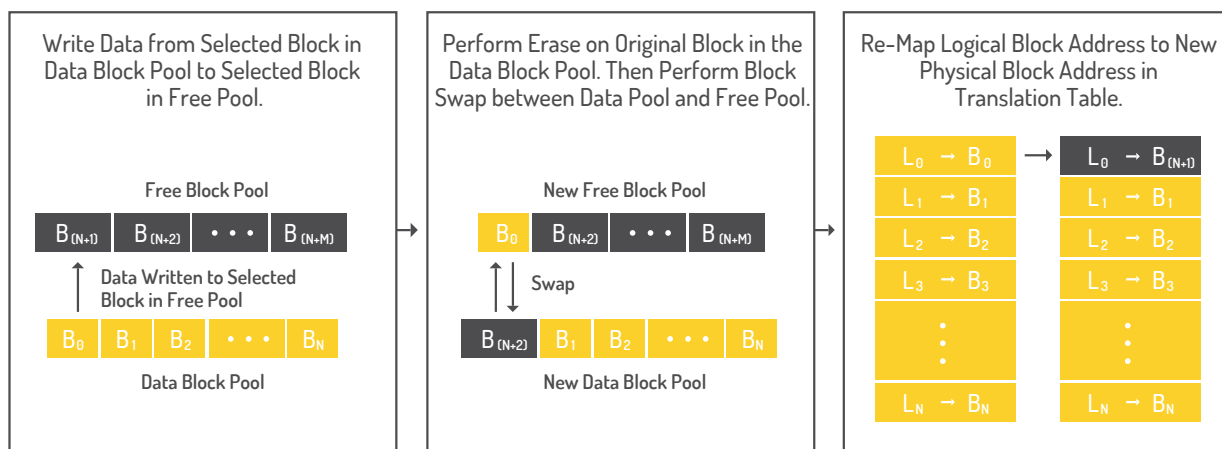 Write Data from Selected Block in
Data Block Pool to Selected Block
in Free Pool.
Free Block Pool
B(N+1) B(N+2) • • • B(N+M)
Data Written to Selected
Block in Free Pool
B0 B1 B2 • • • BN
Data Block Pool
Perform Erase on Original Block in the
Data Block Pool. Then Perform Block
Swap between Data Pool and Free Pool.
New Free Block Pool
B0 B(N+2) • • • B(N+M)
Swap
B(N+2) B1 B2 • • • BN
New Data Block Pool
Re-Map Logical Block Address to New
Physical Block Address in
Translation Table.
L0 → B0 → L0 → B(N+1)
L1 → B1 L1 → B1
L2 → B2 L2 → B2
L3 → B3 L3 → B3
LN → BN LN → BN